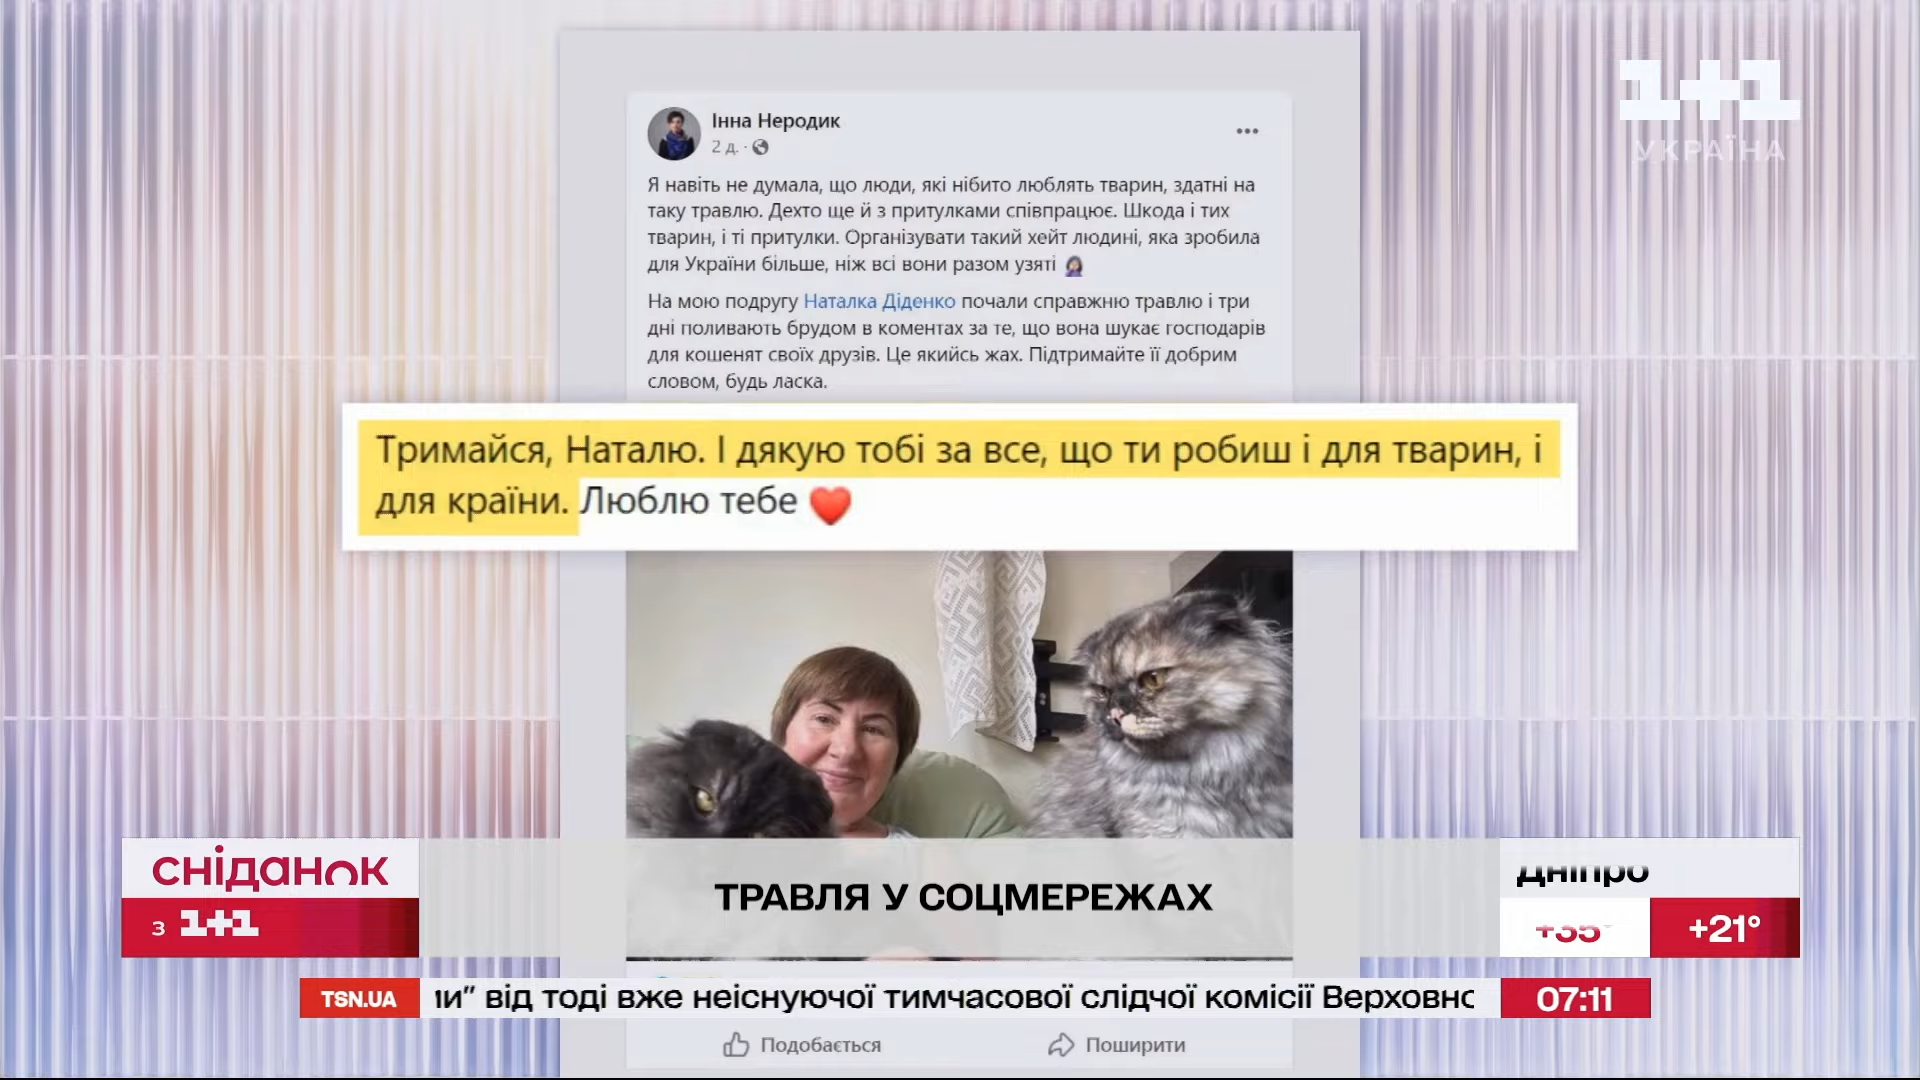 1+1
УКРАЇНА
Інна Неродик
2 д. ·
Я навіть не думала, що люди, які нібито люблять тварин, здатні на
таку травлю. Дехто ще й з притулками співпрацює. Шкода і тих
тварин, і ті притулки. Організувати такий хейт людині, яка зробила
для України більше, ніж всі вони разом узяті
На мою подругу Наталка Діденко почали справжню травлю і три
дні поливають брудом в коментах за те, що вона шукає господарів
для кошенят своїх друзів. Це якийсь жах. Підтримайте її добрим
словом, будь ласка.
Тримайся, Наталю. І дякую тобі за все, що ти робиш і для тварин, і
для країни. Люблю тебе ❤️
СНІДАНОК
з 1+1
ТРАВЛЯ У СОЦМЕРЕЖАХ
ДНІПРО
+35° +21°
TSN.UA ии” від тоді вже неіснуючої тимчасової слідчої комісії Верховно 07:11
Подобається Поширити